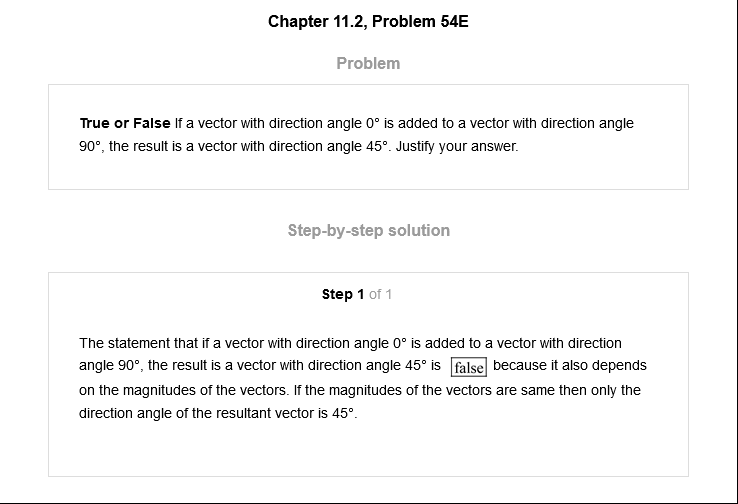 Chapter 11.2, Problem 54E
Problem
True or False If a vector with direction angle 0° is added to a vector with direction angle
90°, the result is a vector with direction angle 45°. Justify your answer.
Step-by-step solution
Step 1 of 1
The statement that if a vector with direction angle 0° is added to a vector with direction
angle 90°, the result is a vector with direction angle 45° is false because it also depends
on the magnitudes of the vectors. If the magnitudes of the vectors are same then only the
direction angle of the resultant vector is 45°.